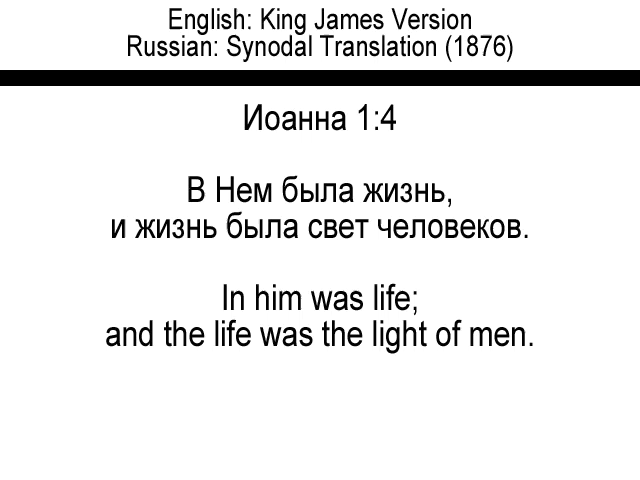 English: King James Version
Russian: Synodal Translation (1876)
Иоанна 1:4
В Нем была жизнь,
и жизнь была свет человеков.
In him was life;
and the life was the light of men.